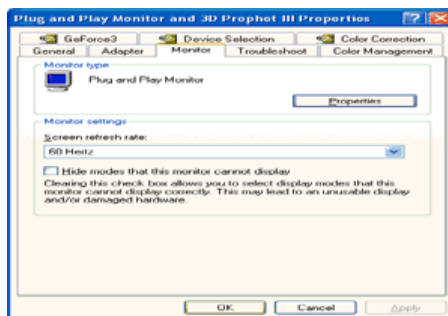 Plug and Play Monitor and 3D Prophet III Properties
GeForce3 Device Selection Color Correction
General Adapter Monitor Troubleshoot Color Management
Monitor type
Plug and Play Monitor
Properties
Monitor settings
Screen refresh rate:
60 Hertz
Hide modes that this monitor cannot display
Clearing this check box allows you to select display modes that this
monitor cannot display correctly. This may lead to an unusable display
and/or damaged hardware.
OK Cancel Apply